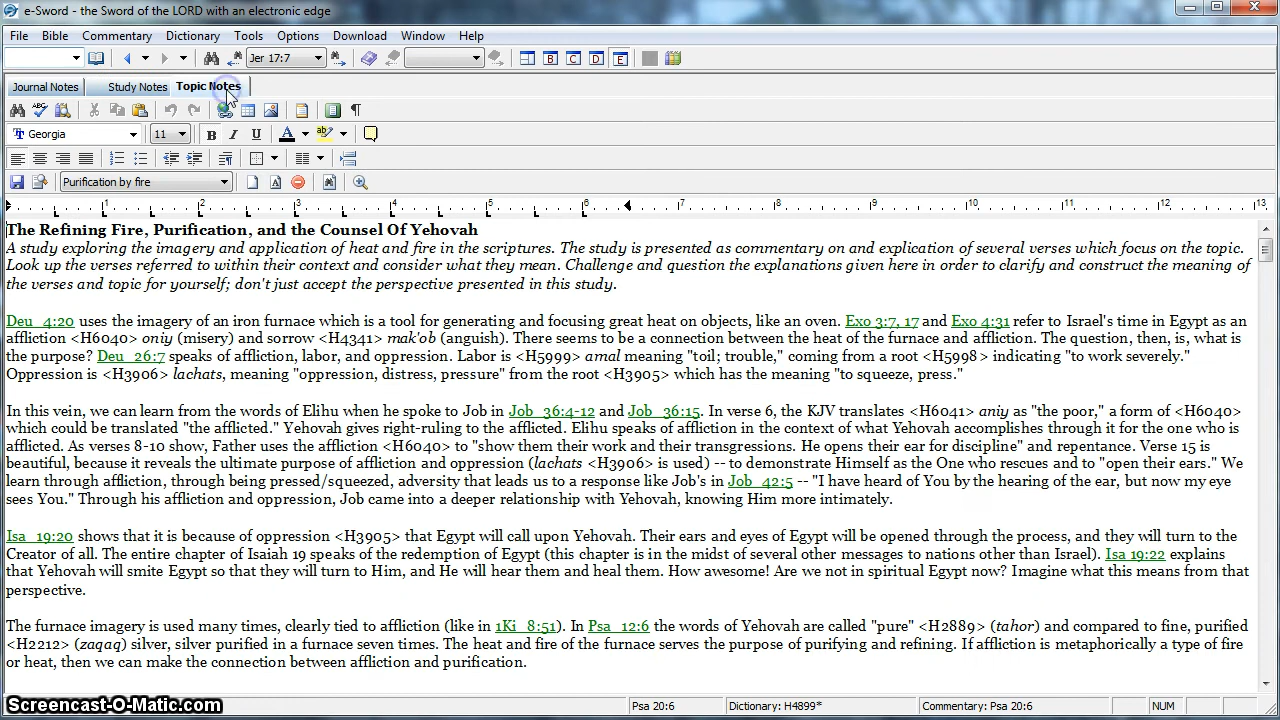 e-Sword - the Sword of the LORD with an electronic edge
File Bible Commentary Dictionary Tools Options Download Window Help
Jer 17:7 B C D E
Journal Notes Study Notes Topic Notes
Georgia 11 B I U A ab
Purification by fire
1 2 3 4 5 6 7 8 9 10 11 12 13
The Refining Fire, Purification, and the Counsel Of Yehovah
A study exploring the imagery and application of heat and fire in the scriptures. The study is presented as commentary on and explication of several verses which focus on the topic.
Look up the verses referred to within their context and consider what they mean. Challenge and question the explanations given here in order to clarify and construct the meaning of
the verses and topic for yourself; don't just accept the perspective presented in this study.
Deu_4:20 uses the imagery of an iron furnace which is a tool for generating and focusing great heat on objects, like an oven. Exo 3:7, 17 and Exo 4:31 refer to Israel's time in Egypt as an
affliction <H6040> oniy (misery) and sorrow <H4341> mak'ob (anguish). There seems to be a connection between the heat of the furnace and affliction. The question, then, is, what is
the purpose? Deu_26:7 speaks of affliction, labor, and oppression. Labor is <H5999> amal meaning "toil; trouble," coming from a root <H5998> indicating "to work severely."
Oppression is <H3906> lachats, meaning "oppression, distress, pressure" from the root <H3905> which has the meaning "to squeeze, press."
In this vein, we can learn from the words of Elihu when he spoke to Job in Job_36:4-12 and Job_36:15. In verse 6, the KJV translates <H6041> aniy as "the poor," a form of <H6040>
which could be translated "the afflicted." Yehovah gives right-ruling to the afflicted. Elihu speaks of affliction in the context of what Yehovah accomplishes through it for the one who is
afflicted. As verses 8-10 show, Father uses the affliction <H6040> to "show them their work and their transgressions. He opens their ear for discipline" and repentance. Verse 15 is
beautiful, because it reveals the ultimate purpose of affliction and oppression (lachats <H3906> is used) -- to demonstrate Himself as the One who rescues and to "open their ears." We
learn through affliction, through being pressed/squeezed, adversity that leads us to a response like Job's in Job_42:5 -- "I have heard of You by the hearing of the ear, but now my eye
sees You." Through his affliction and oppression, Job came into a deeper relationship with Yehovah, knowing Him more intimately.
Isa_19:20 shows that it is because of oppression <H3905> that Egypt will call upon Yehovah. Their ears and eyes of Egypt will be opened through the process, and they will turn to the
Creator of all. The entire chapter of Isaiah 19 speaks of the redemption of Egypt (this chapter is in the midst of several other messages to nations other than Israel). Isa 19:22 explains
that Yehovah will smite Egypt so that they will turn to Him, and He will hear them and heal them. How awesome! Are we not in spiritual Egypt now? Imagine what this means from that
perspective.
The furnace imagery is used many times, clearly tied to affliction (like in 1Ki_8:51). In Psa_12:6 the words of Yehovah are called "pure" <H2889> (tahor) and compared to fine, purified
<H2212> (zaqaq) silver, silver purified in a furnace seven times. The heat and fire of the furnace serves the purpose of purifying and refining. If affliction is metaphorically a type of fire
or heat, then we can make the connection between affliction and purification.
Screencast-O-Matic.com
Psa 20:6 Dictionary: H4899* Commentary: Psa 20:6 NUM